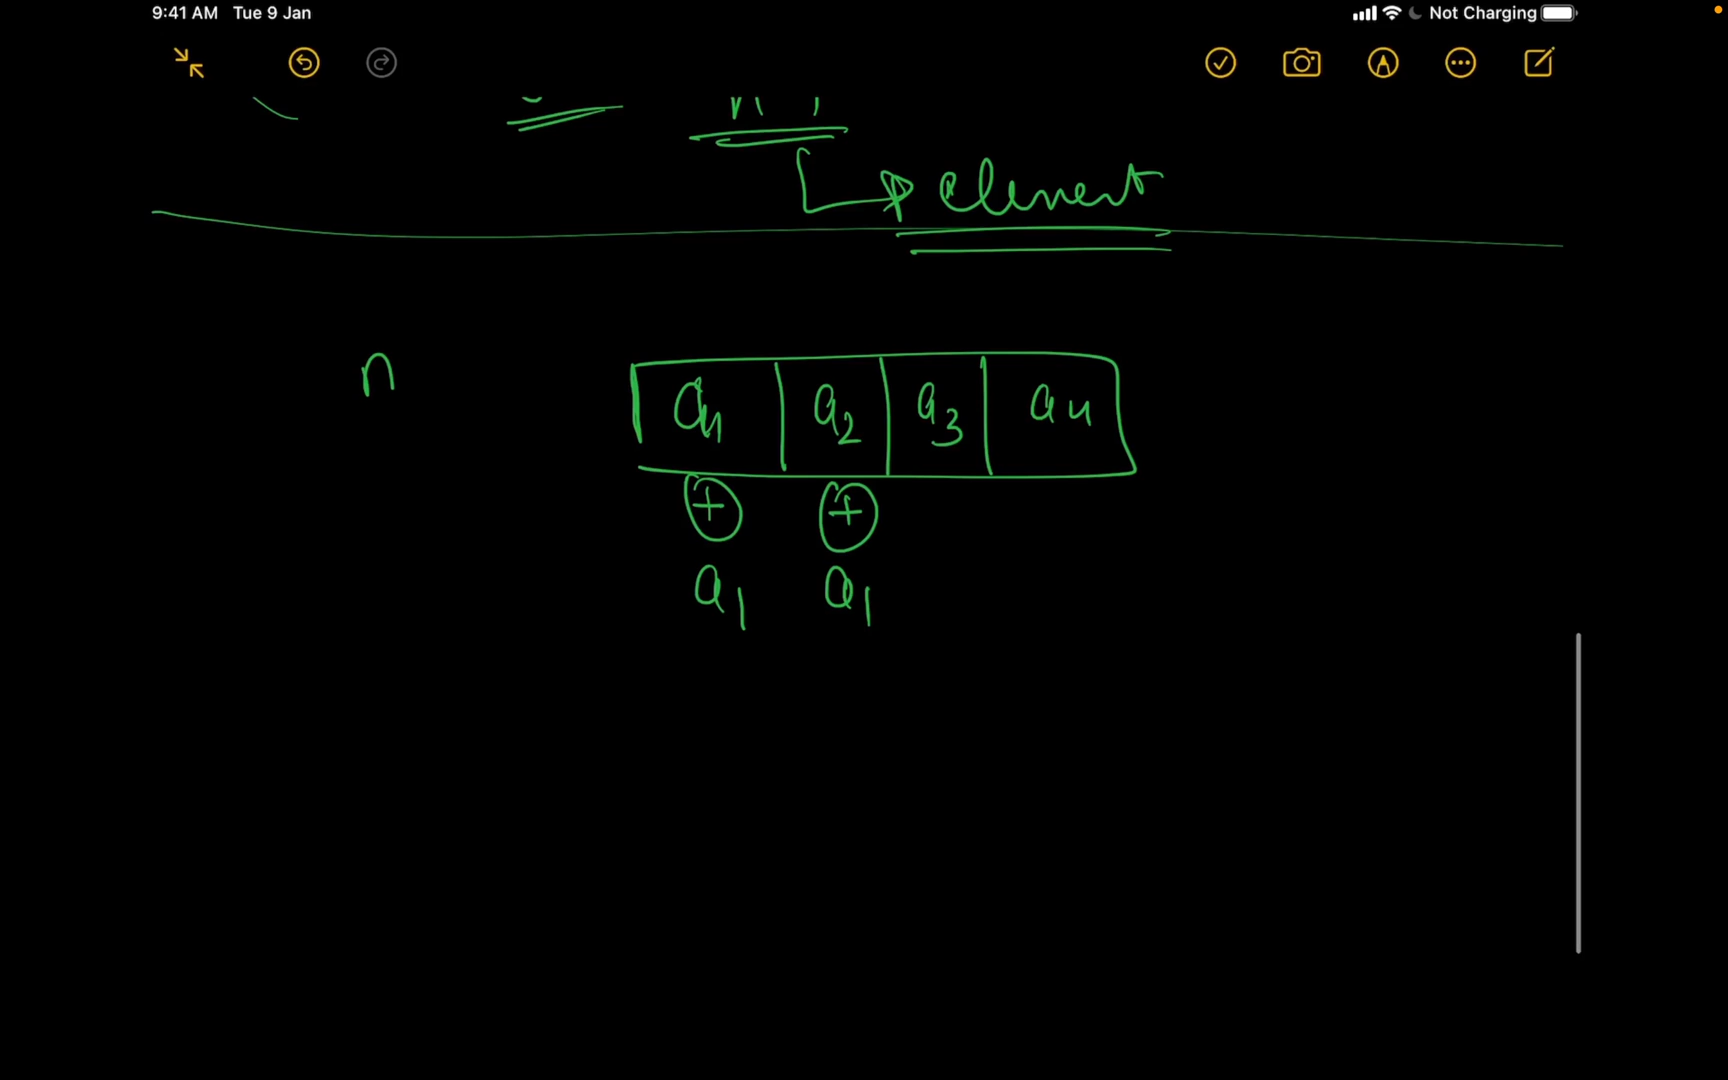 9:41 AM Tue 9 Jan Not Charging
element
n
a1 a2 a3 a4
+ +
a1 a1